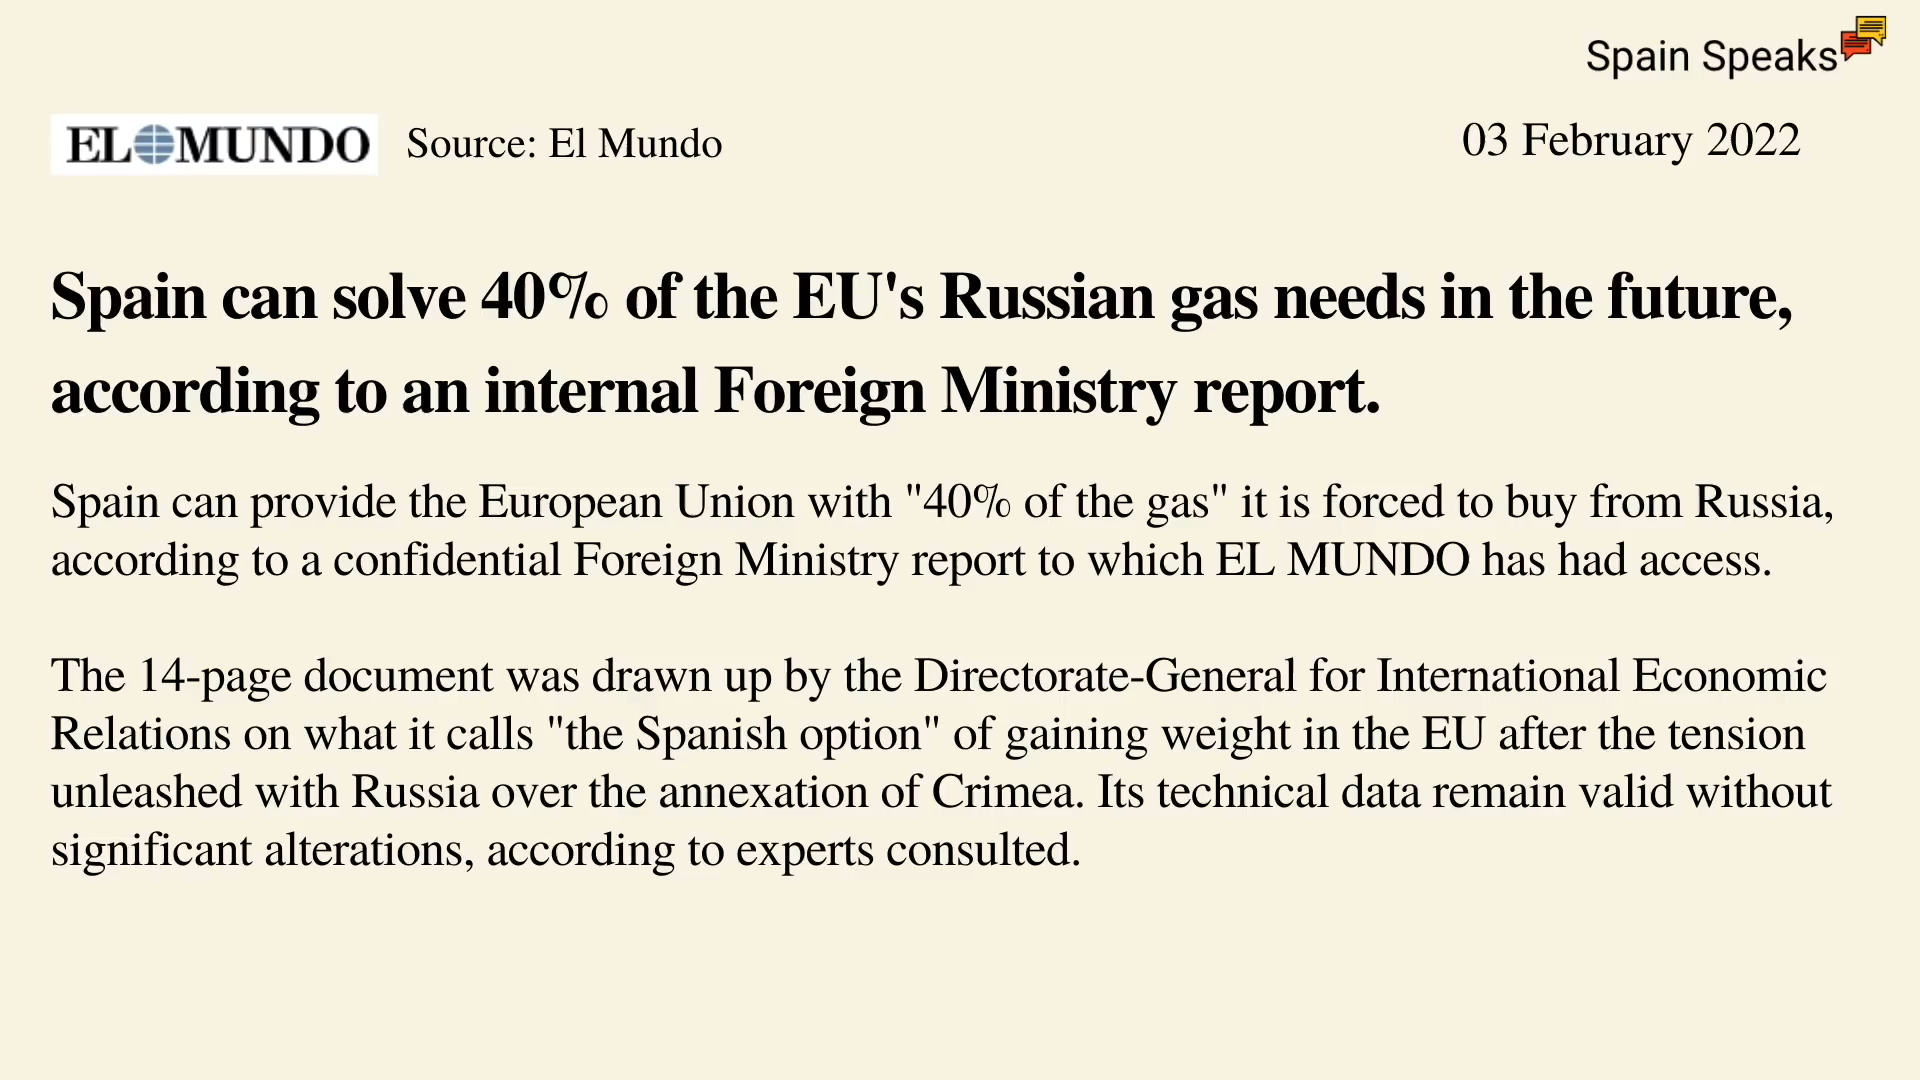 Spain Speaks
EL MUNDO
Source: El Mundo
03 February 2022
Spain can solve 40% of the EU's Russian gas needs in the future,
according to an internal Foreign Ministry report.
Spain can provide the European Union with "40% of the gas" it is forced to buy from Russia,
according to a confidential Foreign Ministry report to which EL MUNDO has had access.
The 14-page document was drawn up by the Directorate-General for International Economic
Relations on what it calls "the Spanish option" of gaining weight in the EU after the tension
unleashed with Russia over the annexation of Crimea. Its technical data remain valid without
significant alterations, according to experts consulted.